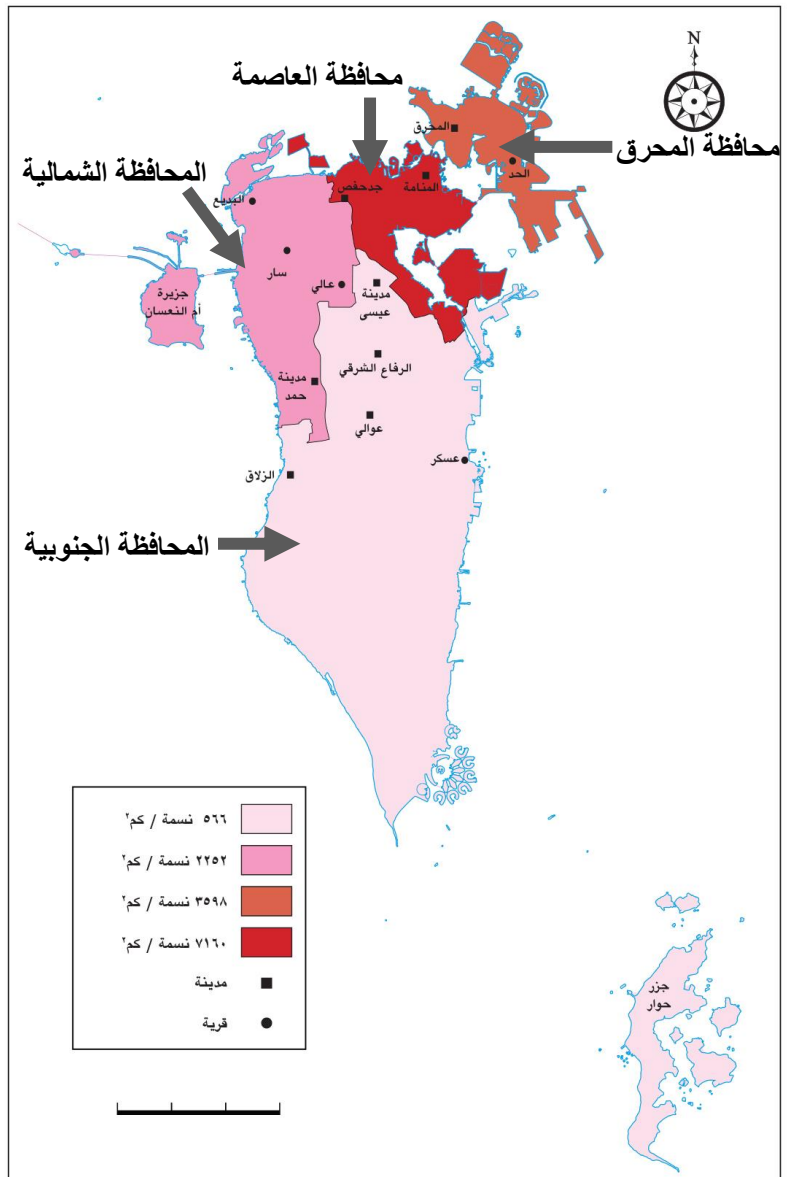 N
محافظة العاصمة
محافظة المحرق
المحرق
الحد
المحافظة الشمالية
جدحفص
المنامة
البديع
سار
عالي
مدينة
عيسى
جزيرة
أم النعسان
الرفاع الشرقي
مدينة
حمد
عوالي
عسكر
الزلاق
المحافظة الجنوبية
٥٦٦ نسمة / كم٢
٢٢٥٢ نسمة / كم٢
٣٥٩٨ نسمة / كم٢
٧١٦٠ نسمة / كم٢
مدينة
قرية
جزر
حوار